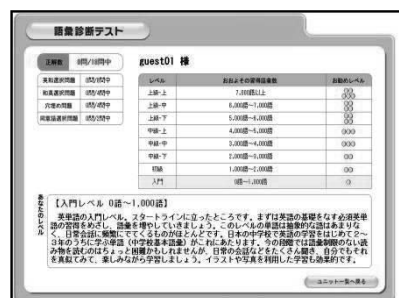 語彙診断テスト
正解数 0問/10問中
guest01 様
英和選択問題 0問/0問中
和英選択問題 0問/0問中
穴埋め問題 0問/0問中
同意語選択問題 0問/0問中
レベル おおよその習得語彙数 お勧めレベル
上級-上 7,000語以上
上級-中 6,000語~7,000語
上級-下 5,000語~6,000語
中級-上 4,000語~5,000語
中級-中 3,000語~4,000語
中級-下 2,000語~3,000語
初級 1,000語~2,000語
入門 0語~1,000語
あなたのレベル
【入門レベル 0語~1,000語】
英単語の入門レベル。スタートラインに立ったところです。まずは英語の基礎をなす必須英単
語の習得をめざし、語彙を増やしていきましょう。このレベルの単語は抽象的な語はあまりな
く、日常会話に頻繁にでてくるものがほとんどです。日本の中学校で英語の学習をはじめて2~
3年のうちに学ぶ単語(中学校基本語彙)がこれにあたります。今の段階では語彙制限のない読
み物を読むのはちょっと困難かもしれませんが、日常の会話などをたくさん聞き、自分でもそれ
を真似てみて、楽しみながら学習しましょう。イラストや写真を利用した学習も効果的です。
ユニット一覧へ戻る